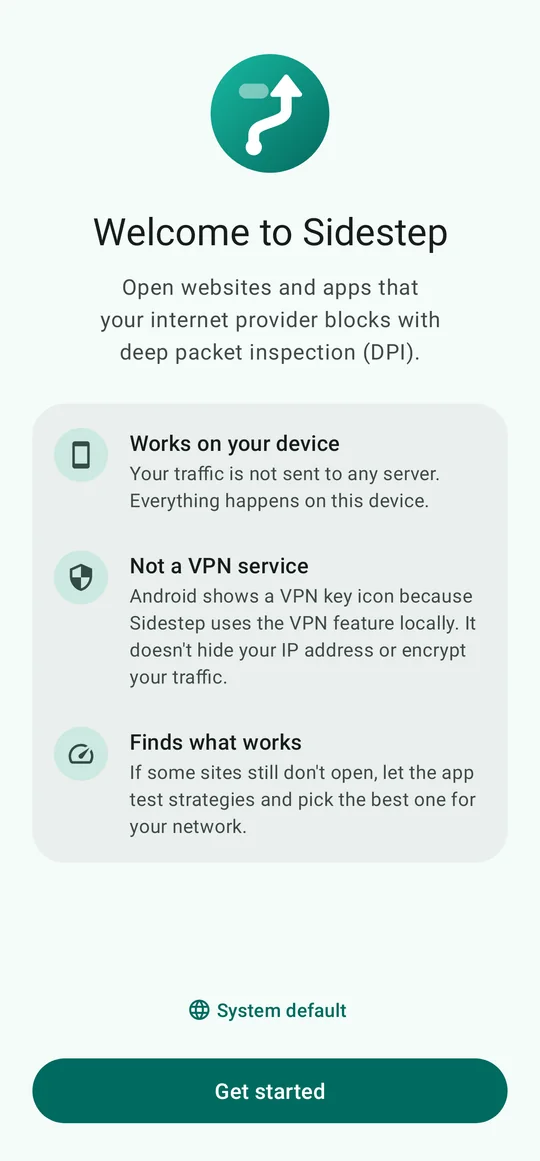 Welcome to Sidestep
Open websites and apps that
your internet provider blocks with
deep packet inspection (DPI).
Works on your device
Your traffic is not sent to any server.
Everything happens on this device.
Not a VPN service
Android shows a VPN key icon because
Sidestep uses the VPN feature locally. It
doesn't hide your IP address or encrypt
your traffic.
Finds what works
If some sites still don't open, let the app
test strategies and pick the best one for
your network.
System default
Get started